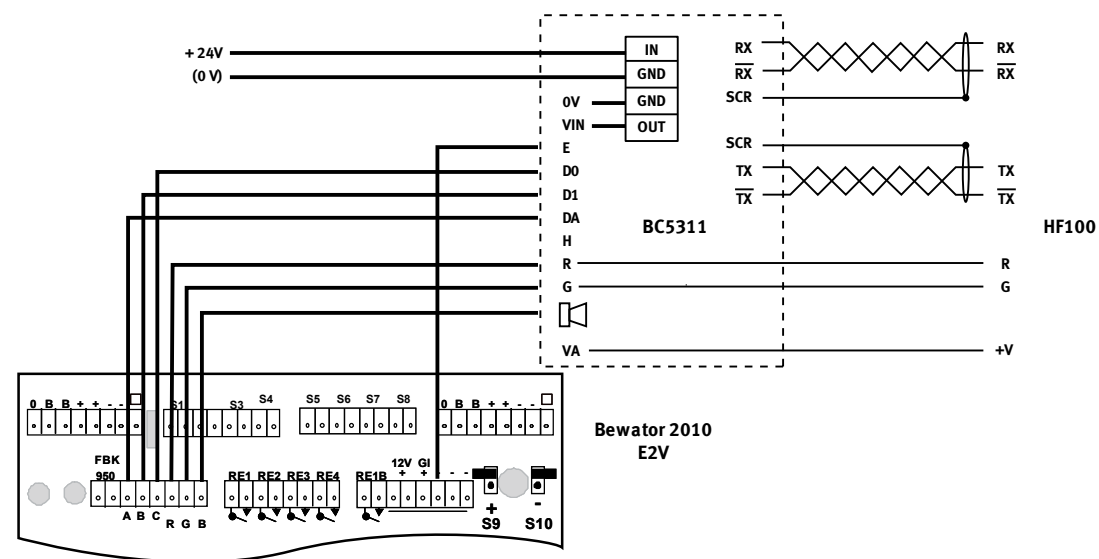 + 24V
(0 V)
IN
GND
0V GND
VIN OUT
E
D0
D1
DA
H
R
G
VA
BC5311
RX
RX
SCR
SCR
TX
TX
RX
RX
TX
TX
HF100
R
G
+V
Bewator 2010
E2V
0 B B + + - -
S1 S3 S4
S5 S6 S7 S8
0 B B + + - -
FBK
950
A B C R G B
RE1 RE2 RE3 RE4
RE1B
12V GI
+ + - - -
+ -
S9 S10